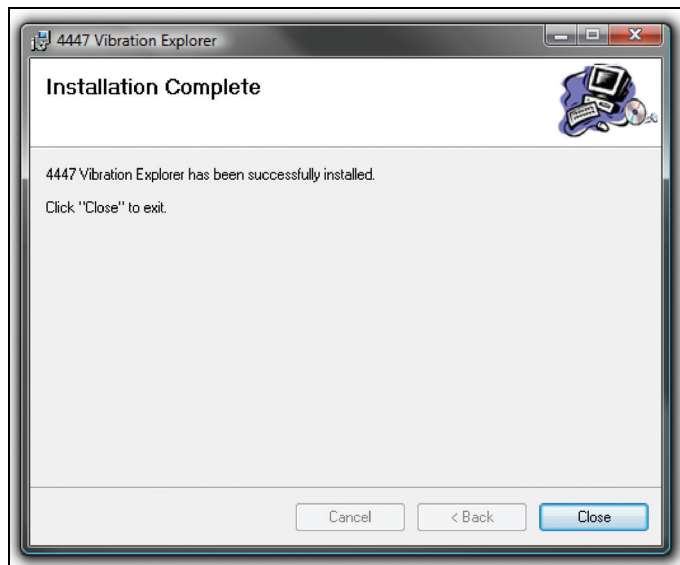 4447 Vibration Explorer
Installation Complete
4447 Vibration Explorer has been successfully installed.
Click "Close" to exit.
Cancel
< Back
Close